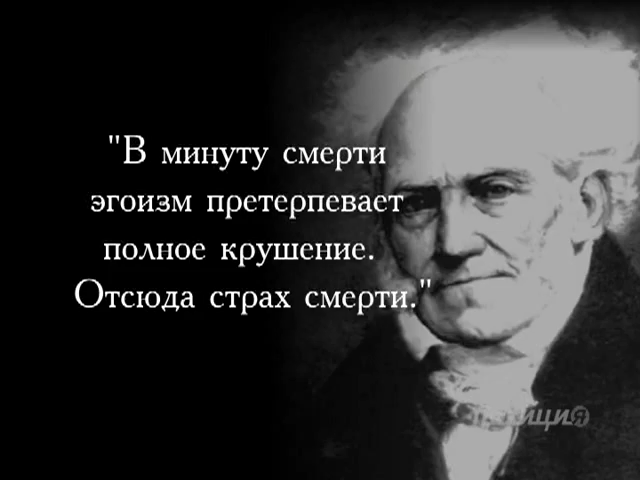 "В минуту смерти
эгоизм претерпевает
полное крушение.
Отсюда страх смерти."